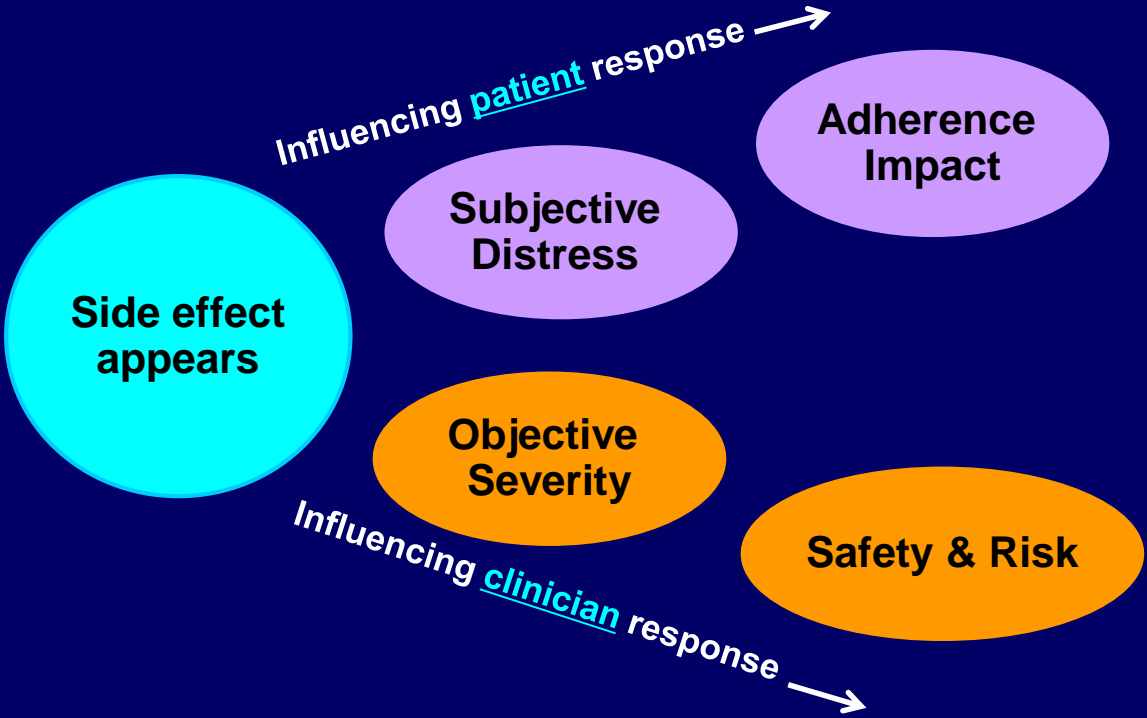 Influencing patient response
Adherence
Impact
Subjective
Distress
Side effect
appears
Objective
Severity
Influencing clinician response
Safety & Risk